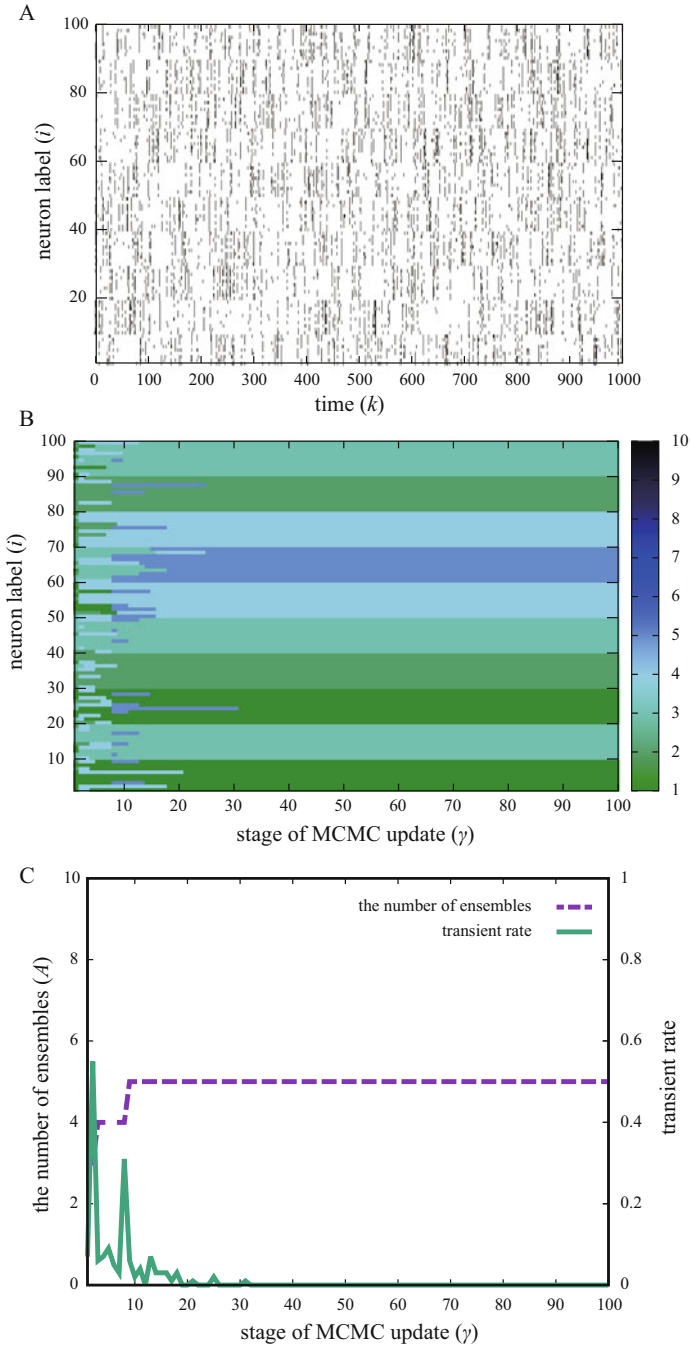 A
100
80
60
40
20
neuron label (i)
0 100 200 300 400 500 600 700 800 900 1000
time (k)
B
100
90
80
70
60
50
40
30
20
10
neuron label (i)
10 20 30 40 50 60 70 80 90 100
stage of MCMC update (γ)
10
9
8
7
6
5
4
3
2
1
C
10
8
6
4
2
0
the number of ensembles (A)
the number of ensembles
transient rate
1
0.8
0.6
0.4
0.2
0
transient rate
10 20 30 40 50 60 70 80 90 100
stage of MCMC update (γ)